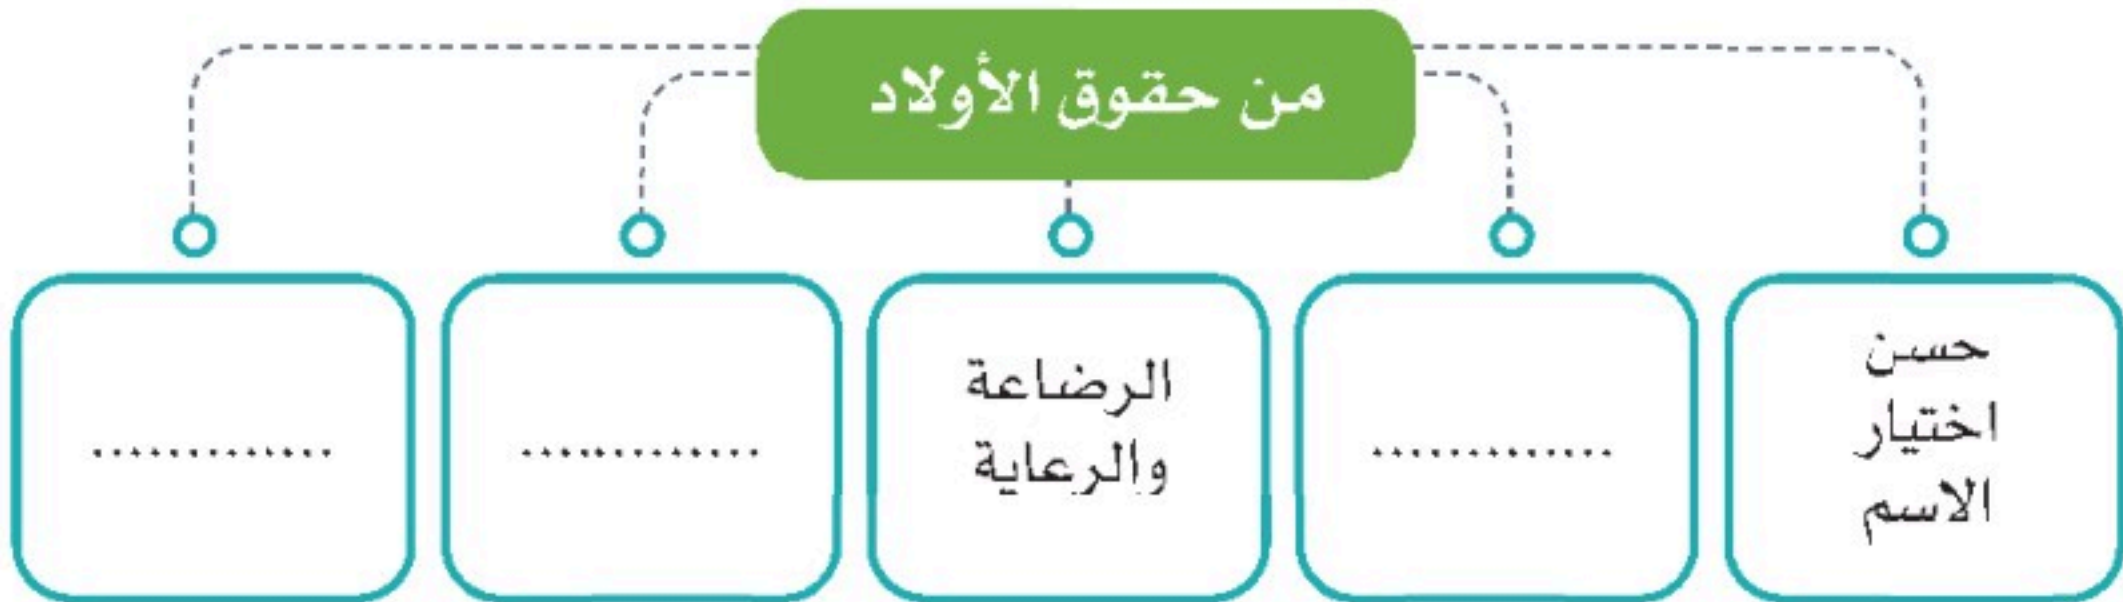 من حقوق الأولاد
حسن
اختيار
الاسم
.............
الرضاعة
والرعاية
.............
.............